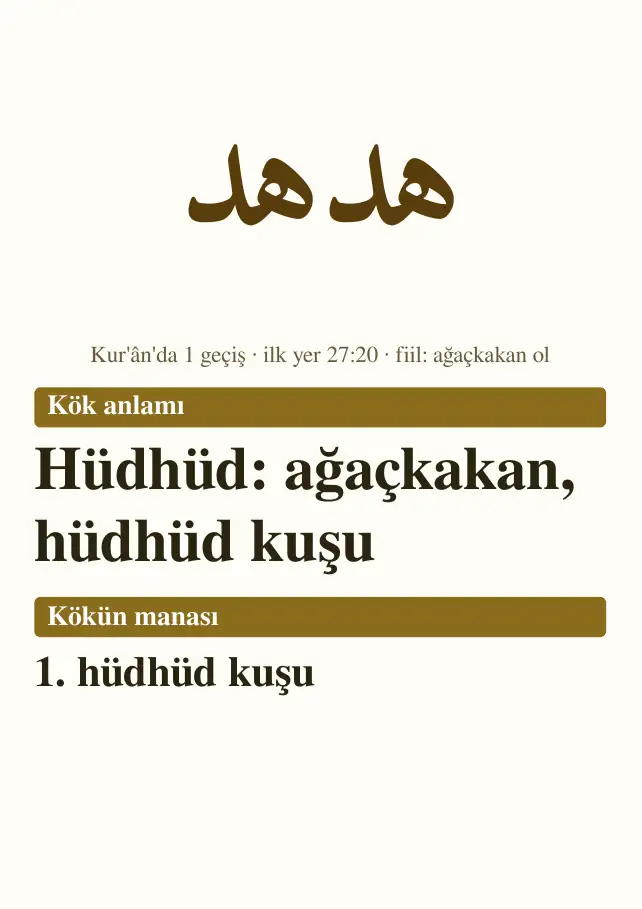 هد هد
Kur'ân'da 1 geçiş · ilk yer 27:20 · fiil: ağaçkakan ol
Kök anlamı
Hüdhüd: ağaçkakan,
hüdhüd kuşu
Kökün manası
1. hüdhüd kuşu